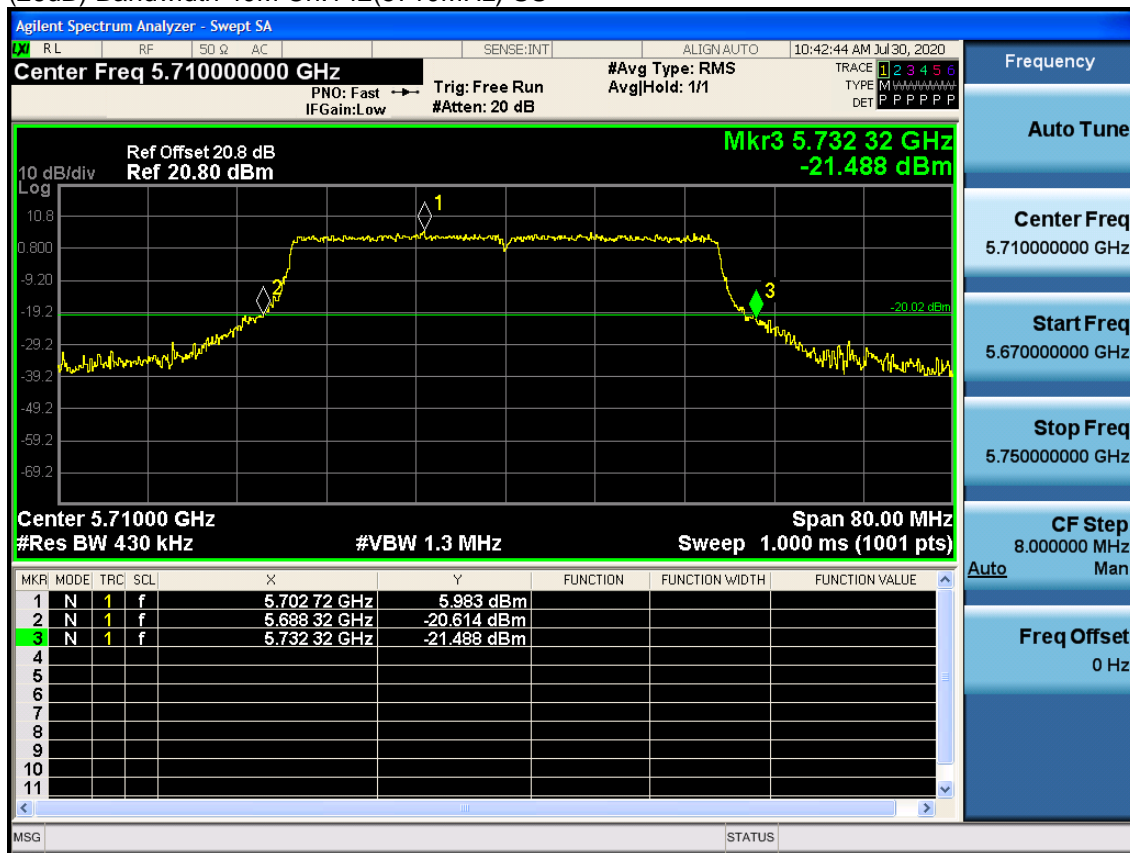 Agilent Spectrum Analyzer - Swept SA
LXI RL RF 50 Ω AC SENSE:INT ALIGN AUTO 10:42:44 AM Jul 30, 2020
Center Freq 5.710000000 GHz
PNO: Fast
IFGain:Low
Trig: Free Run
#Atten: 20 dB
#Avg Type: RMS
Avg|Hold: 1/1
TRACE 1 2 3 4 5 6
TYPE M W W W W W
DET P P P P P P
Ref Offset 20.8 dB
10 dB/div Ref 20.80 dBm
Log
Mkr3 5.732 32 GHz
-21.488 dBm
10.8
0.800
-9.20
-19.2
-29.2
-39.2
-49.2
-59.2
-69.2
1
2
3
-20.02 dBm
Center 5.71000 GHz Span 80.00 MHz
#Res BW 430 kHz #VBW 1.3 MHz Sweep 1.000 ms (1001 pts)
MKR MODE TRC SCL X Y FUNCTION FUNCTION WIDTH FUNCTION VALUE
1 N 1 f 5.702 72 GHz 5.983 dBm
2 N 1 f 5.688 32 GHz -20.614 dBm
3 N 1 f 5.732 32 GHz -21.488 dBm
4
5
6
7
8
9
10
11
MSG STATUS
Frequency
Auto Tune
Center Freq
5.710000000 GHz
Start Freq
5.670000000 GHz
Stop Freq
5.750000000 GHz
CF Step
8.000000 MHz
Auto Man
Freq Offset
0 Hz